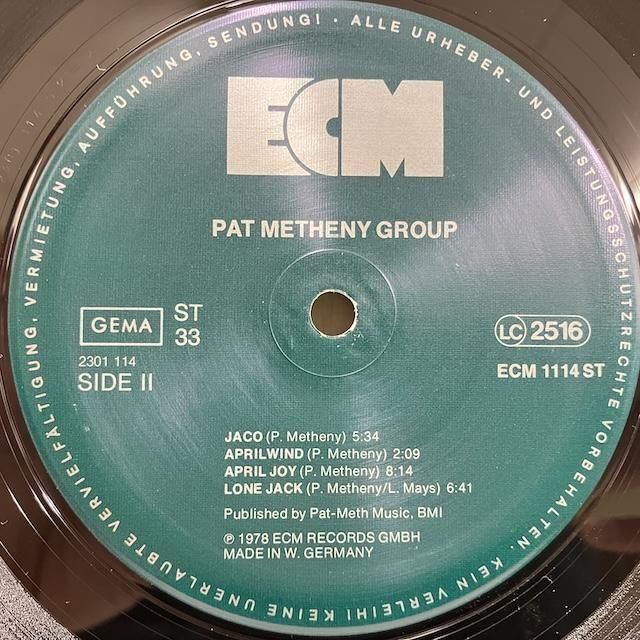 ALLE URHEBER- UND LEISTUNGSSCHUTZRECHTE VORBEHALTEN. KEIN VERLEIH! KEINE UNERLAUBTE VERVIELFÄLTIGUNG, VERMIETUNG, AUFFÜHRUNG, SENDUNG! ·
ECM
PAT METHENY GROUP
GEMA
ST
33
LC 2516
2301 114
SIDE II
ECM 1114 ST
JACO (P. Metheny) 5:34
APRILWIND (P. Metheny) 2:09
APRIL JOY (P. Metheny) 8:14
LONE JACK (P. Metheny/L. Mays) 6:41
Published by Pat-Meth Music, BMI
℗ 1978 ECM RECORDS GMBH
MADE IN W. GERMANY